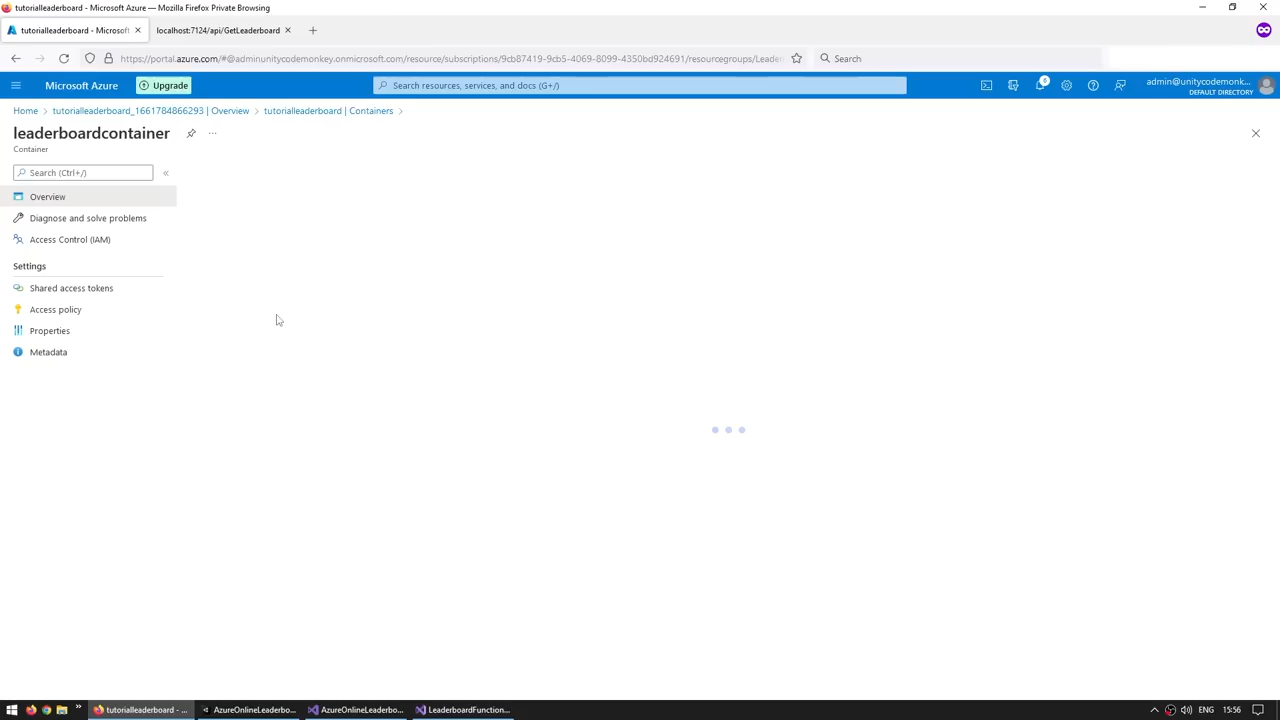 tutorialleaderboard - Microsoft Azure — Mozilla Firefox Private Browsing
tutorialleaderboard - Microsoft
localhost:7124/api/GetLeaderboard
https://portal.azure.com/#@adminunitycodemonkey.onmicrosoft.com/resource/subscriptions/9cb87419-9cb5-4069-8099-4350bd924691/resourcegroups/Leade
Search
Microsoft Azure
Upgrade
Search resources, services, and docs (G+/)
6
admin@unitycodemonk...
DEFAULT DIRECTORY
Home > tutorialleaderboard_1661784866293 | Overview > tutorialleaderboard | Containers >
leaderboardcontainer
...
Container
Search (Ctrl+/)
«
Overview
Diagnose and solve problems
Access Control (IAM)
Settings
Shared access tokens
Access policy
Properties
Metadata
tutorialleaderboard - ...
AzureOnlineLeaderbo...
AzureOnlineLeaderbo...
LeaderboardFunction...
ENG
15:56